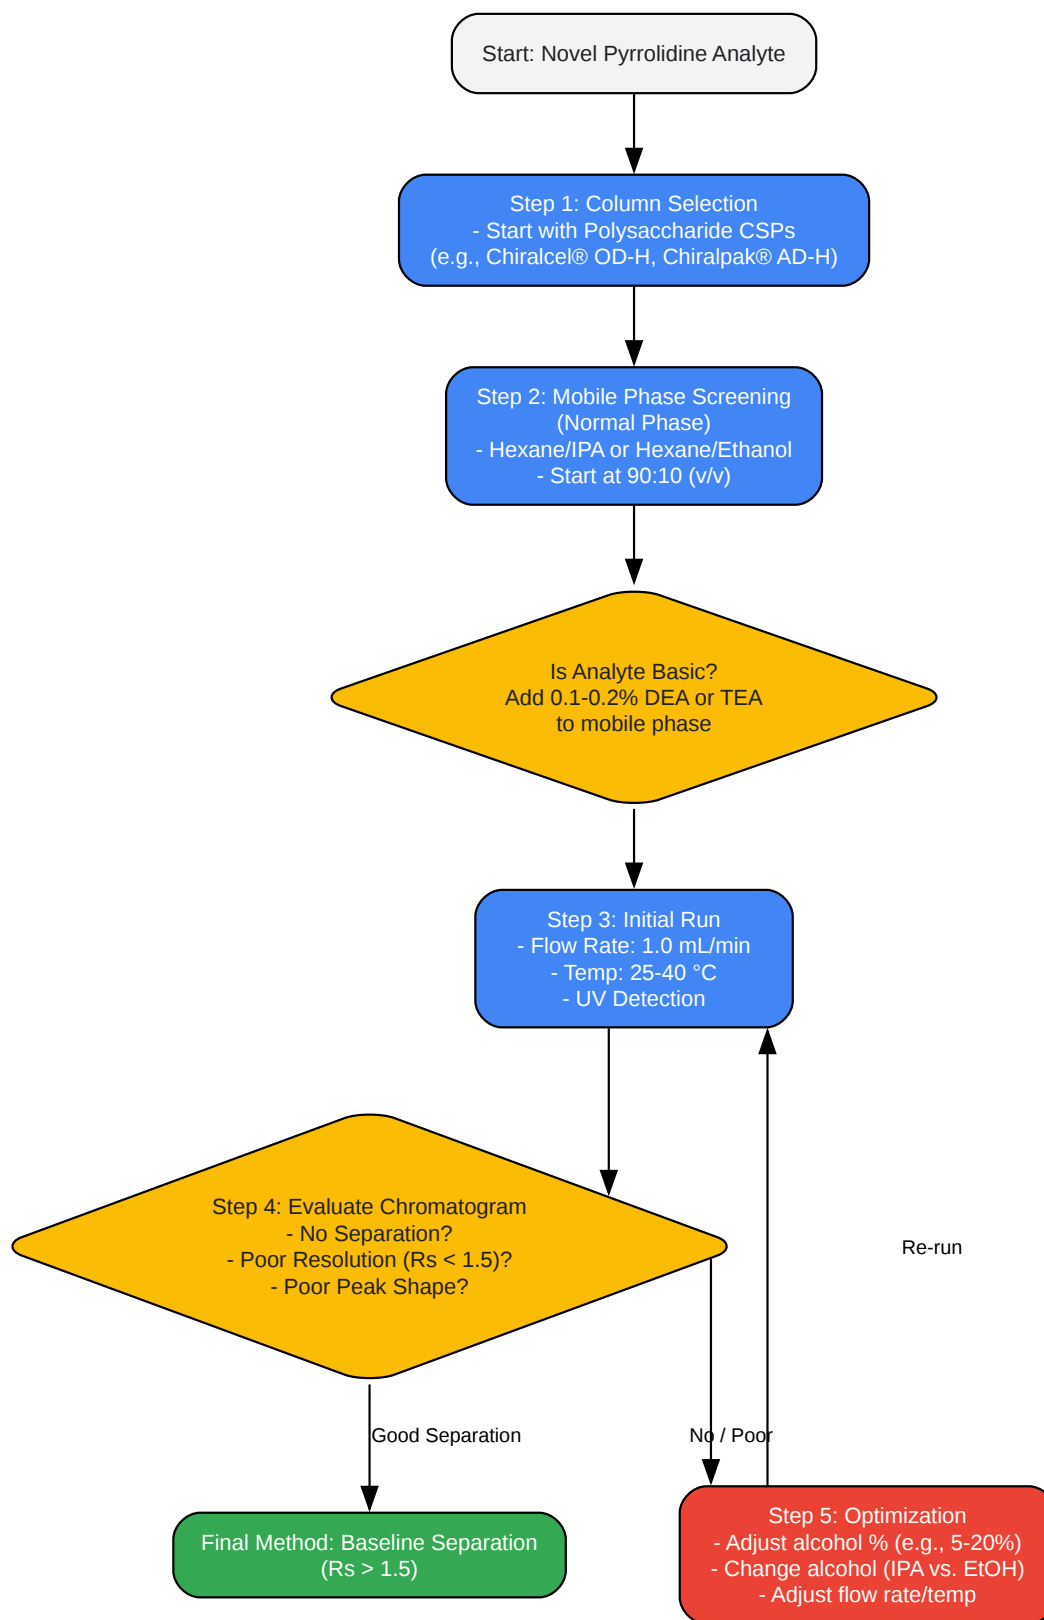 Start: Novel Pyrrolidine Analyte
Step 1: Column Selection
- Start with Polysaccharide CSPs
(e.g., Chiralcel® OD-H, Chiralpak® AD-H)
Step 2: Mobile Phase Screening
(Normal Phase)
- Hexane/IPA or Hexane/Ethanol
- Start at 90:10 (v/v)
Is Analyte Basic?
Add 0.1-0.2% DEA or TEA
to mobile phase
Step 3: Initial Run
- Flow Rate: 1.0 mL/min
- Temp: 25-40 °C
- UV Detection
Step 4: Evaluate Chromatogram
- No Separation?
- Poor Resolution (Rs < 1.5)?
- Poor Peak Shape?
Re-run
Good Separation
No / Poor
Final Method: Baseline Separation
(Rs > 1.5)
Step 5: Optimization
- Adjust alcohol % (e.g., 5-20%)
- Change alcohol (IPA vs. EtOH)
- Adjust flow rate/temp